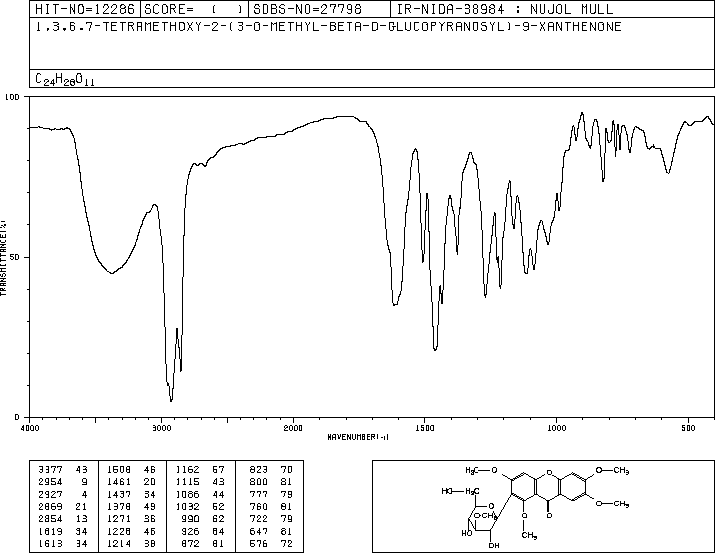 HIT-NO=12286 SCORE= ( ) SDBS-NO=27798 IR-NIDA-38984 : NUJOL MULL
1,3,6,7-TETRAMETHOXY-2-(3-O-METHYL-BETA-D-GLUCOPYRANOSYL)-9-XANTHENONE
C24H28O11
100
TRANSMITTANCE(%)
50
0
4000 3000 2000 1500 1000 500
WAVENUMBER(-1)
3377 43 1508 46 1162 57 823 70
2954 9 1461 20 1115 43 800 81
2927 4 1437 34 1086 44 777 79
2869 21 1378 49 1032 52 760 81
2854 13 1271 36 990 62 722 79
1619 34 1228 46 926 84 647 81
1613 34 1214 38 872 81 576 72
H3C O O O CH3
HO H2C
O CH3 O CH3
HO O CH3 O
OH